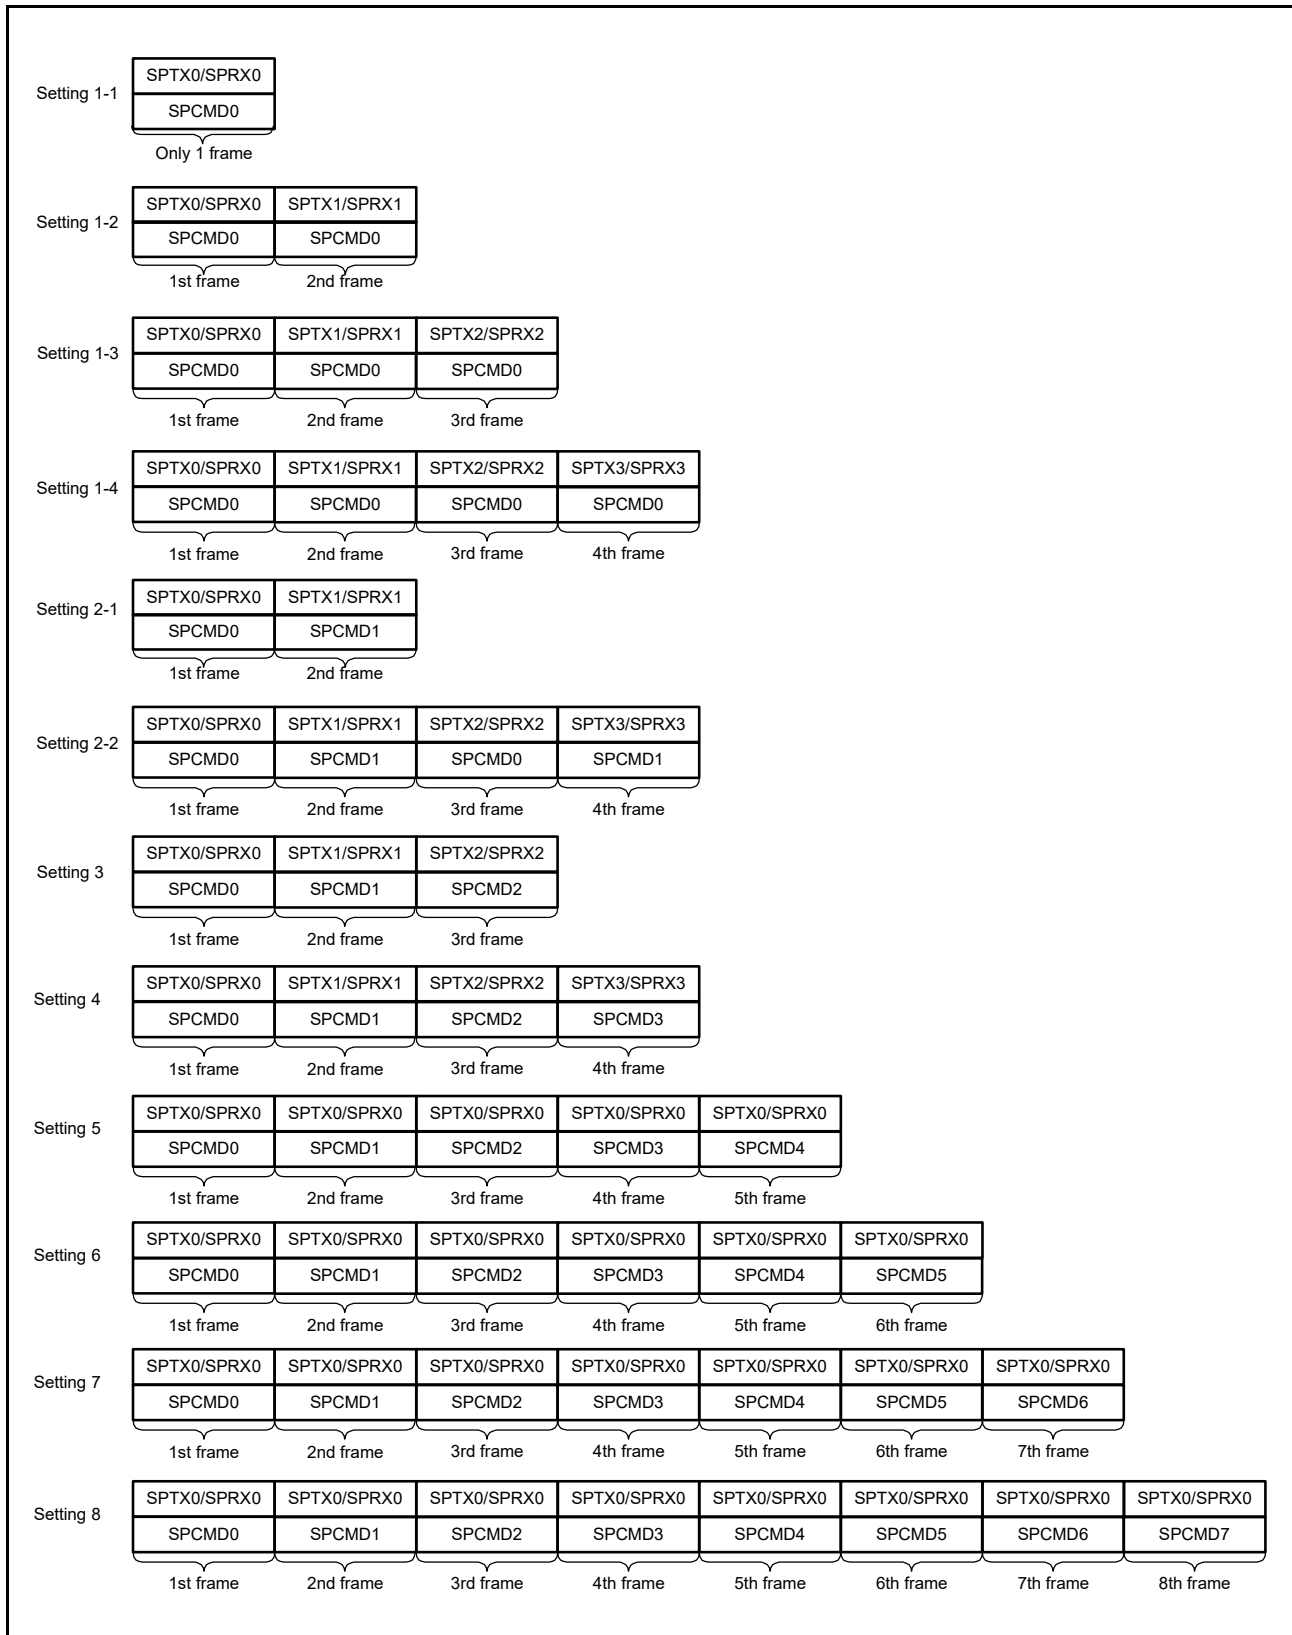 SPTX0/SPRX0
Setting 1-1
SPCMD0
Only 1 frame
SPTX0/SPRX0 SPTX1/SPRX1
Setting 1-2
SPCMD0 SPCMD0
1st frame 2nd frame
SPTX0/SPRX0 SPTX1/SPRX1 SPTX2/SPRX2
Setting 1-3
SPCMD0 SPCMD0 SPCMD0
1st frame 2nd frame 3rd frame
SPTX0/SPRX0 SPTX1/SPRX1 SPTX2/SPRX2 SPTX3/SPRX3
Setting 1-4
SPCMD0 SPCMD0 SPCMD0 SPCMD0
1st frame 2nd frame 3rd frame 4th frame
SPTX0/SPRX0 SPTX1/SPRX1
Setting 2-1
SPCMD0 SPCMD1
1st frame 2nd frame
SPTX0/SPRX0 SPTX1/SPRX1 SPTX2/SPRX2 SPTX3/SPRX3
Setting 2-2
SPCMD0 SPCMD1 SPCMD0 SPCMD1
1st frame 2nd frame 3rd frame 4th frame
SPTX0/SPRX0 SPTX1/SPRX1 SPTX2/SPRX2
Setting 3
SPCMD0 SPCMD1 SPCMD2
1st frame 2nd frame 3rd frame
SPTX0/SPRX0 SPTX1/SPRX1 SPTX2/SPRX2 SPTX3/SPRX3
Setting 4
SPCMD0 SPCMD1 SPCMD2 SPCMD3
1st frame 2nd frame 3rd frame 4th frame
SPTX0/SPRX0 SPTX0/SPRX0 SPTX0/SPRX0 SPTX0/SPRX0 SPTX0/SPRX0
Setting 5
SPCMD0 SPCMD1 SPCMD2 SPCMD3 SPCMD4
1st frame 2nd frame 3rd frame 4th frame 5th frame
SPTX0/SPRX0 SPTX0/SPRX0 SPTX0/SPRX0 SPTX0/SPRX0 SPTX0/SPRX0 SPTX0/SPRX0
Setting 6
SPCMD0 SPCMD1 SPCMD2 SPCMD3 SPCMD4 SPCMD5
1st frame 2nd frame 3rd frame 4th frame 5th frame 6th frame
SPTX0/SPRX0 SPTX0/SPRX0 SPTX0/SPRX0 SPTX0/SPRX0 SPTX0/SPRX0 SPTX0/SPRX0 SPTX0/SPRX0
Setting 7
SPCMD0 SPCMD1 SPCMD2 SPCMD3 SPCMD4 SPCMD5 SPCMD6
1st frame 2nd frame 3rd frame 4th frame 5th frame 6th frame 7th frame
SPTX0/SPRX0 SPTX0/SPRX0 SPTX0/SPRX0 SPTX0/SPRX0 SPTX0/SPRX0 SPTX0/SPRX0 SPTX0/SPRX0 SPTX0/SPRX0
Setting 8
SPCMD0 SPCMD1 SPCMD2 SPCMD3 SPCMD4 SPCMD5 SPCMD6 SPCMD7
1st frame 2nd frame 3rd frame 4th frame 5th frame 6th frame 7th frame 8th frame